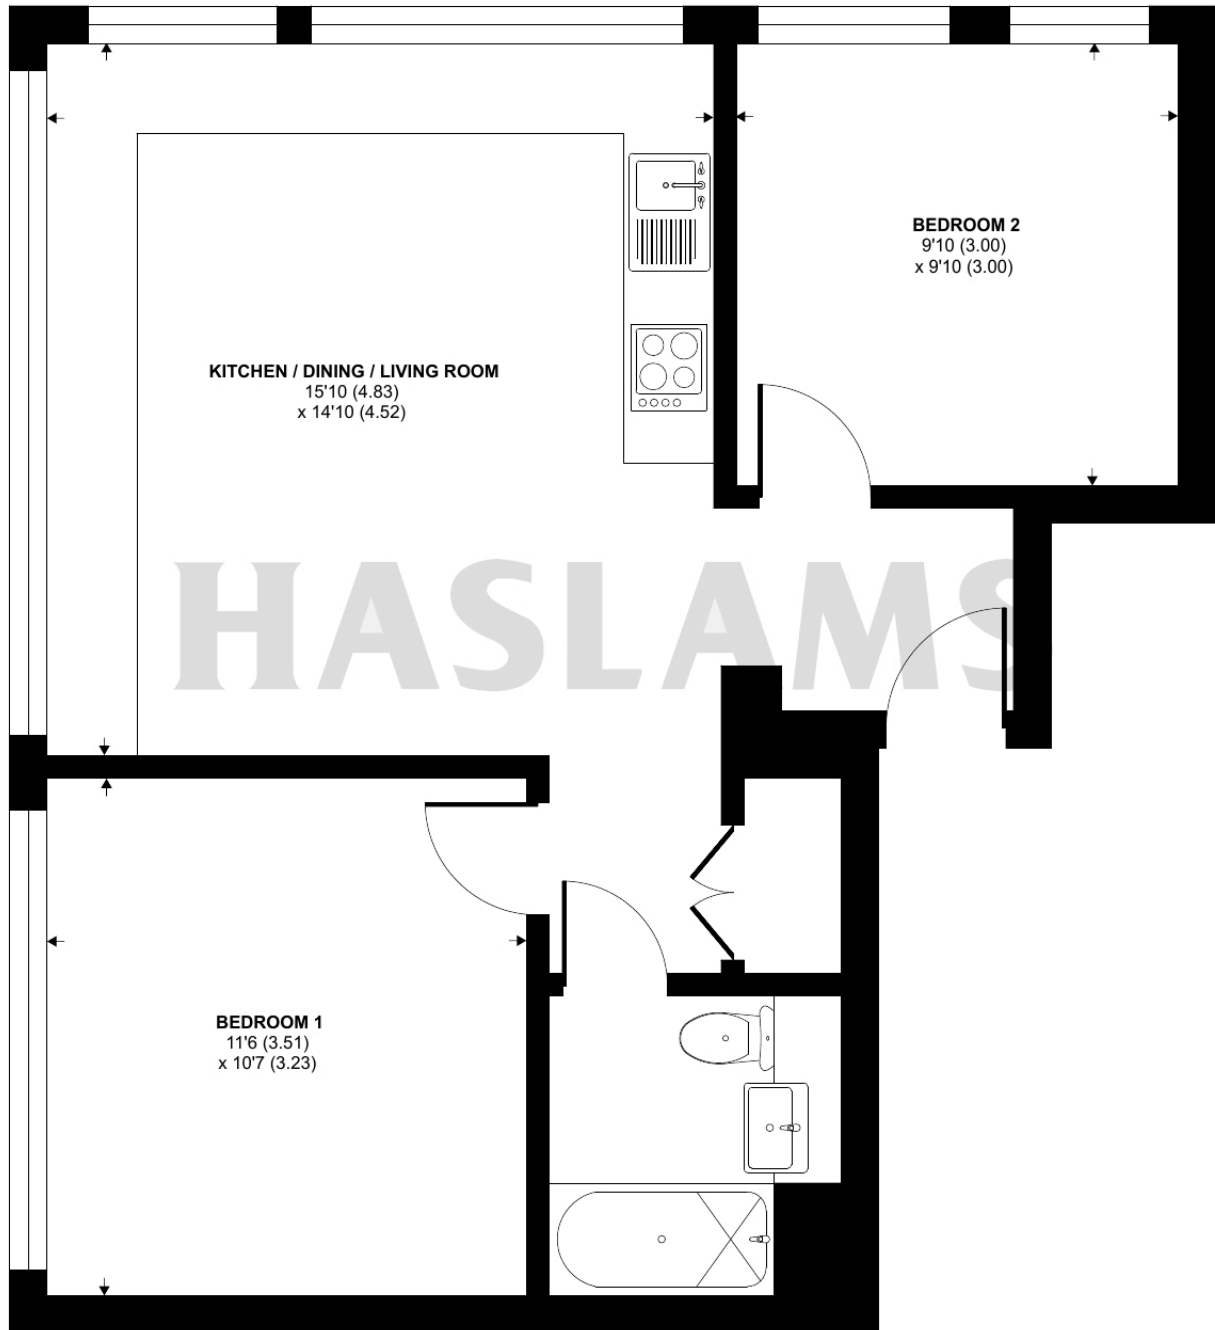 BEDROOM 2
9'10 (3.00)
x 9'10 (3.00)
KITCHEN / DINING / LIVING ROOM
15'10 (4.83)
x 14'10 (4.52)
HASLAMS
BEDROOM 1
11'6 (3.51)
x 10'7 (3.23)